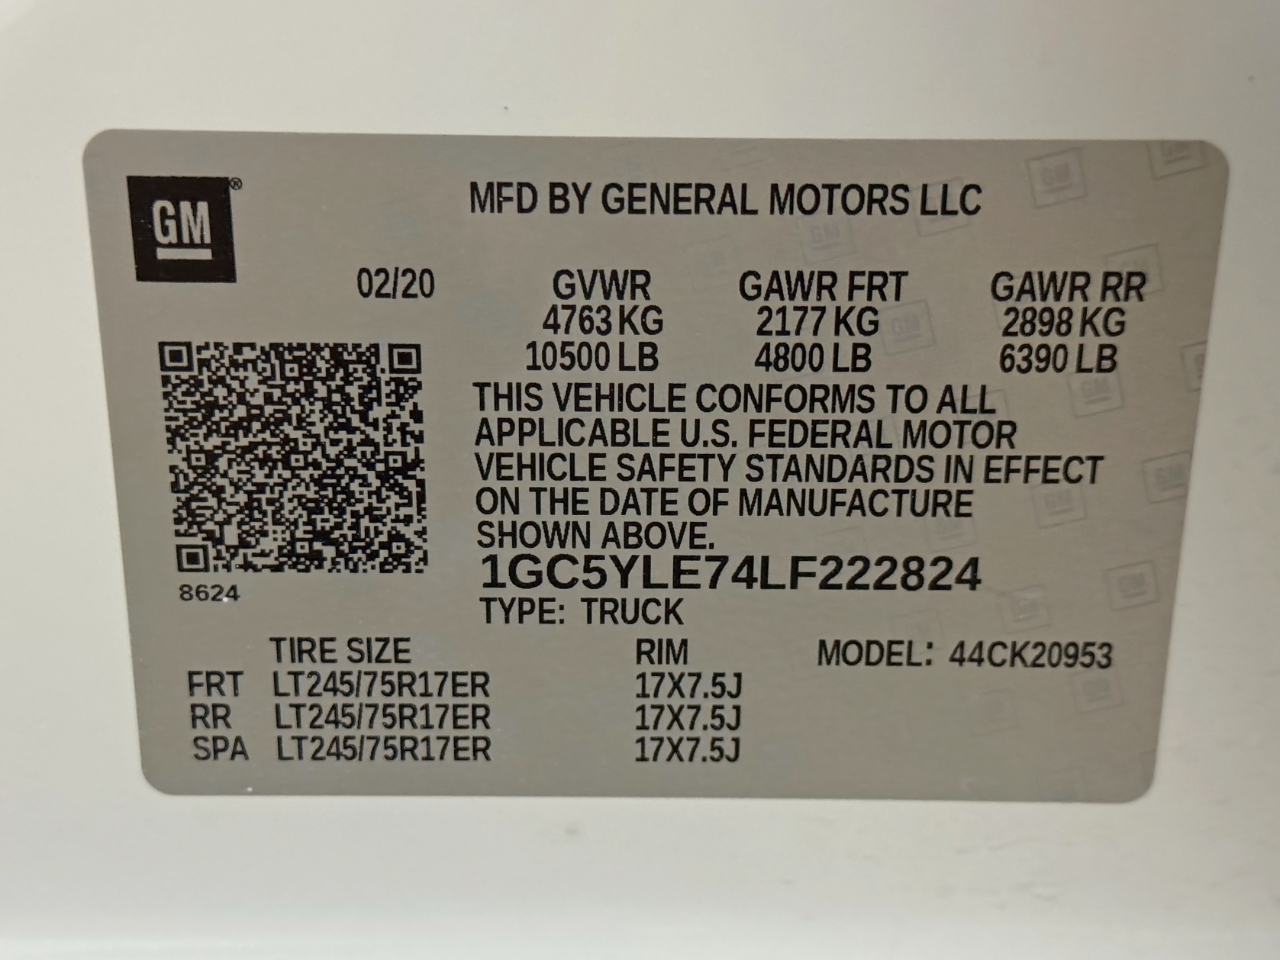 GM®
MFD BY GENERAL MOTORS LLC
02/20 GVWR GAWR FRT GAWR RR
4763 KG 2177 KG 2898 KG
10500 LB 4800 LB 6390 LB
THIS VEHICLE CONFORMS TO ALL
APPLICABLE U.S. FEDERAL MOTOR
VEHICLE SAFETY STANDARDS IN EFFECT
ON THE DATE OF MANUFACTURE
SHOWN ABOVE.
1GC5YLE74LF222824
8624
TYPE: TRUCK
TIRE SIZE RIM MODEL: 44CK20953
FRT LT245/75R17ER 17X7.5J
RR LT245/75R17ER 17X7.5J
SPA LT245/75R17ER 17X7.5J